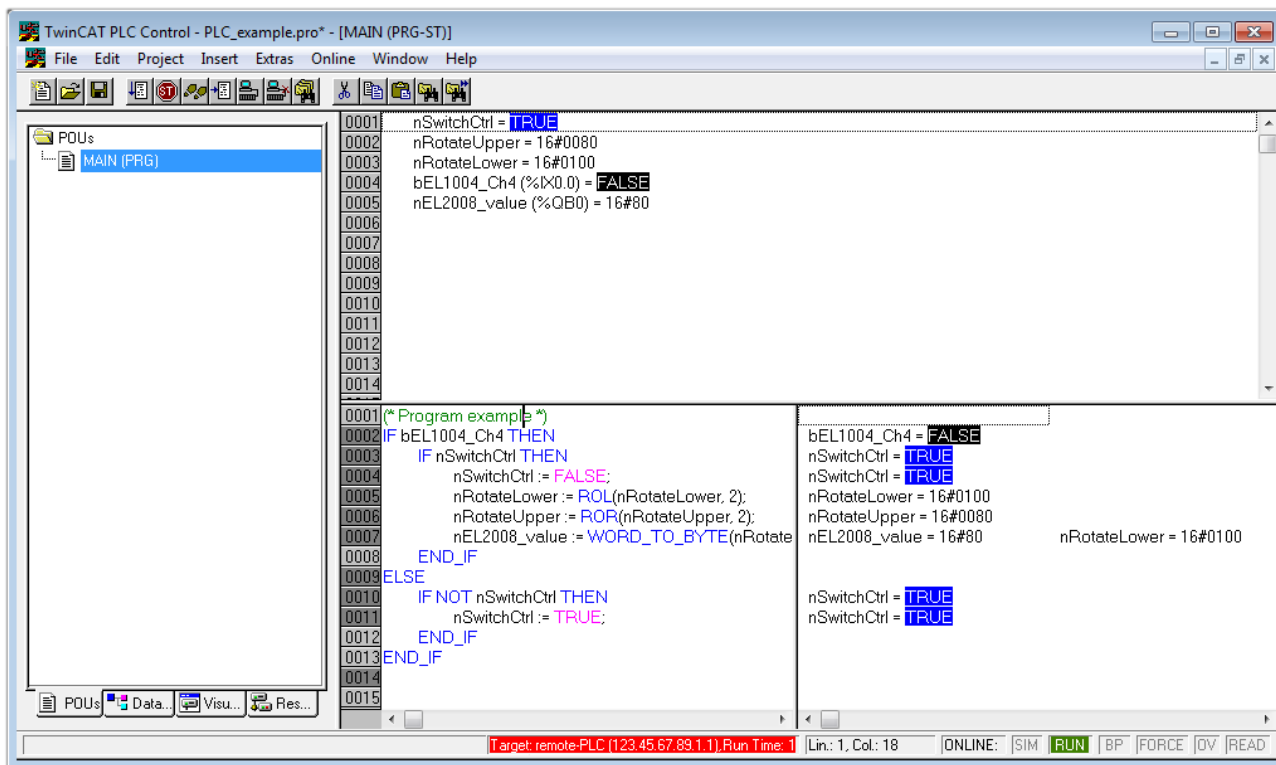 TwinCAT PLC Control - PLC_example.pro* - [MAIN (PRG-ST)]
File Edit Project Insert Extras Online Window Help
POUs
MAIN (PRG)
0001 nSwitchCtrl = TRUE
0002 nRotateUpper = 16#0080
0003 nRotateLower = 16#0100
0004 bEL1004_Ch4 (%IX0.0) = FALSE
0005 nEL2008_value (%QB0) = 16#80
0006
0007
0008
0009
0010
0011
0012
0013
0014
0001 (* Program example *)
0002 IF bEL1004_Ch4 THEN bEL1004_Ch4 = FALSE
0003 IF nSwitchCtrl THEN nSwitchCtrl = TRUE
0004 nSwitchCtrl := FALSE; nSwitchCtrl = TRUE
0005 nRotateLower := ROL(nRotateLower, 2); nRotateLower = 16#0100
0006 nRotateUpper := ROR(nRotateUpper, 2); nRotateUpper = 16#0080
0007 nEL2008_value := WORD_TO_BYTE(nRotate nEL2008_value = 16#80 nRotateLower = 16#0100
0008 END_IF
0009 ELSE
0010 IF NOT nSwitchCtrl THEN nSwitchCtrl = TRUE
0011 nSwitchCtrl := TRUE; nSwitchCtrl = TRUE
0012 END_IF
0013 END_IF
0014
0015
POUs Data... Visu... Res...
Target: remote-PLC (123.45.67.89.1.1), Run Time: 1 Lin.: 1, Col.: 18 ONLINE: SIM RUN BP FORCE OV READ